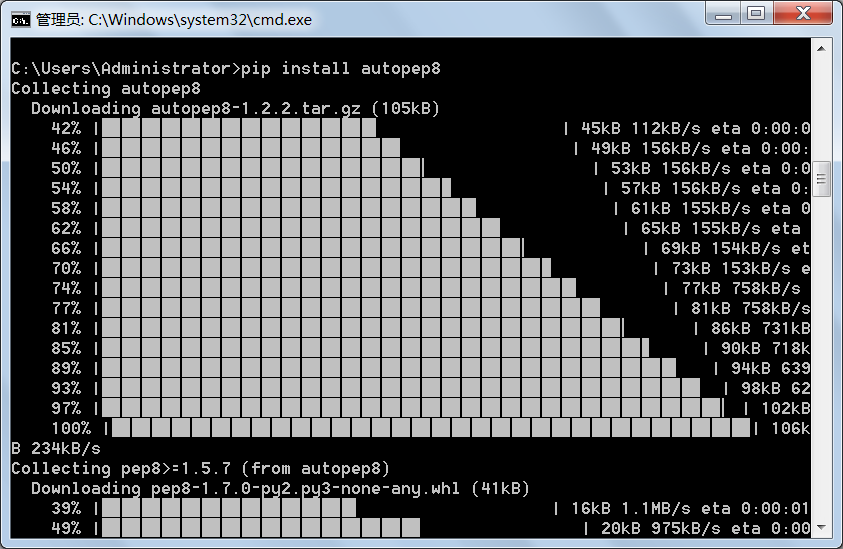 管理员: C:\Windows\system32\cmd.exe
C:\Users\Administrator>pip install autopep8
Collecting autopep8
Downloading autopep8-1.2.2.tar.gz (105kB)
42% | | 45kB 112kB/s eta 0:00:0
46% | | 49kB 156kB/s eta 0:00:
50% | | 53kB 156kB/s eta 0:0
54% | | 57kB 156kB/s eta 0:
58% | | 61kB 155kB/s eta 0
62% | | 65kB 155kB/s eta
66% | | 69kB 154kB/s et
70% | | 73kB 153kB/s e
74% | | 77kB 758kB/s
77% | | 81kB 758kB/s
81% | | 86kB 731kB
85% | | 90kB 718k
89% | | 94kB 639
93% | | 98kB 62
97% | | 102kB
100% | | 106k
B 234kB/s
Collecting pep8>=1.5.7 (from autopep8)
Downloading pep8-1.7.0-py2.py3-none-any.whl (41kB)
39% | | 16kB 1.1MB/s eta 0:00:01
49% | | 20kB 975kB/s eta 0:00